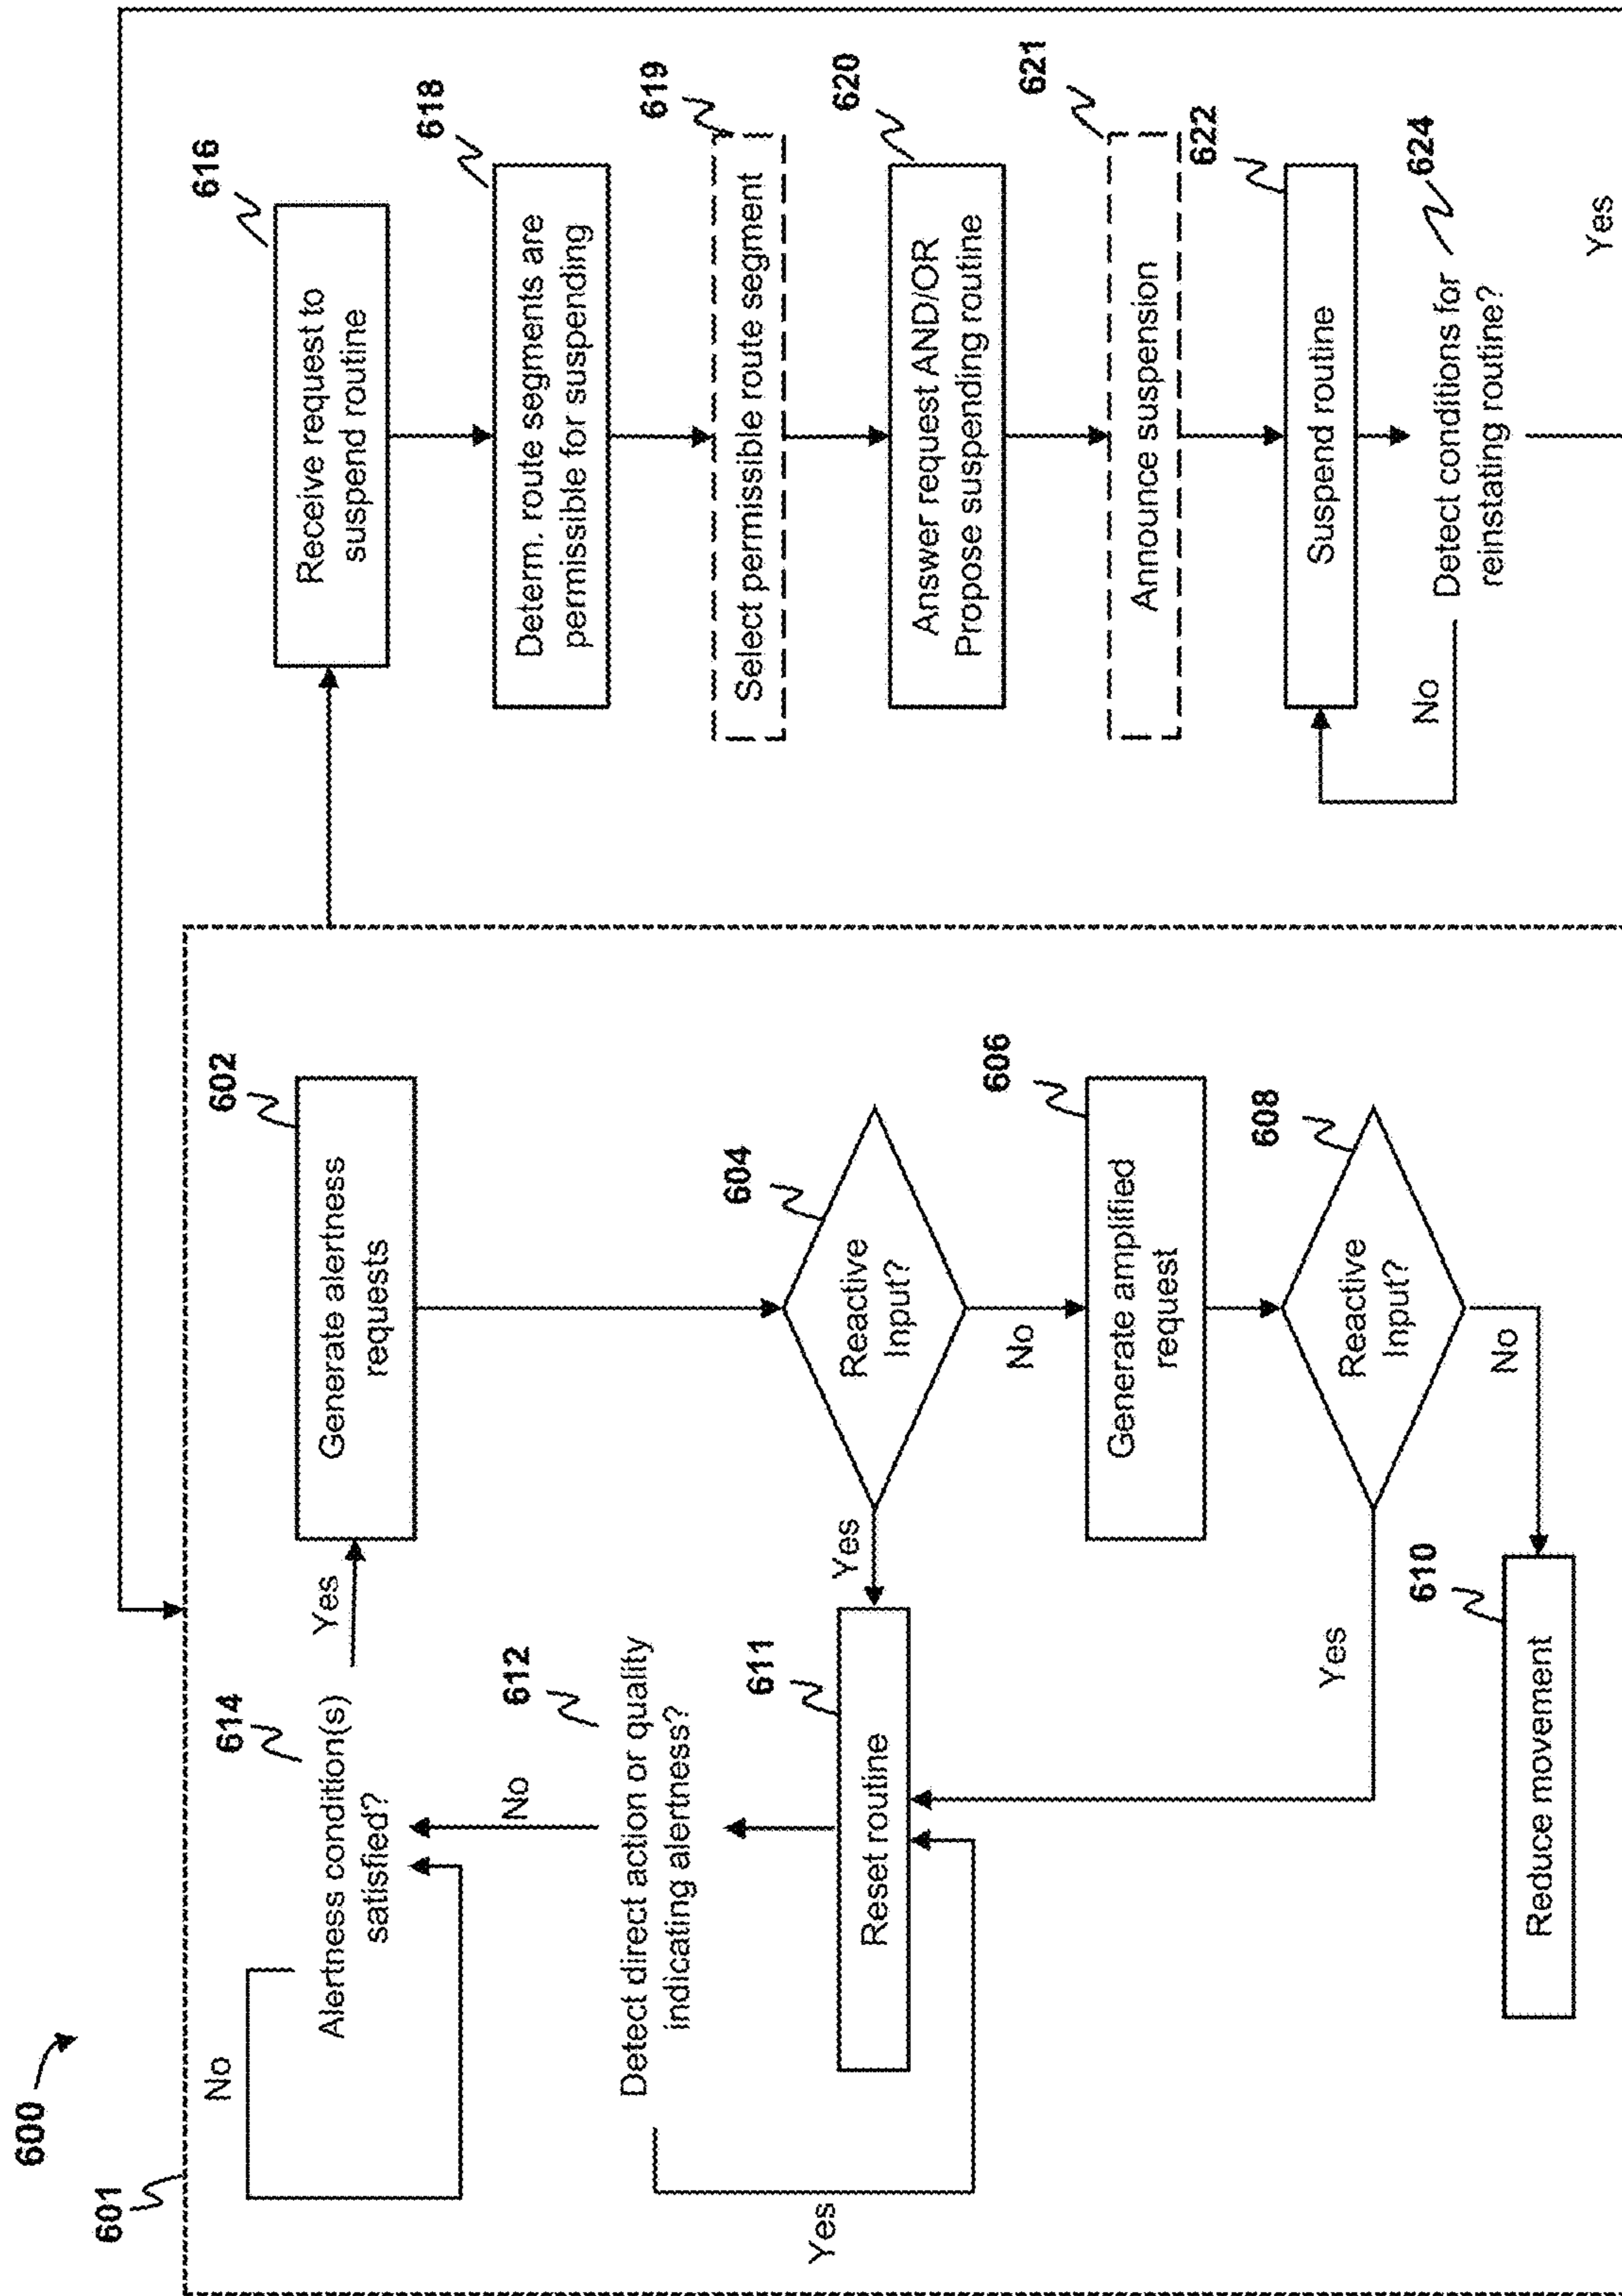 600
601
No
614
Alertness condition(s)
satisfied?
Yes
602
Generate alertness
requests
No
612
Detect direct action or quality
indicating alertness?
Yes
611
Reset routine
Yes
604
Reactive
Input?
No
606
Generate amplified
request
608
Reactive
Input?
Yes
No
610
Reduce movement
616
Receive request to
suspend routine
618
Determ. route segments are
permissible for suspending
619
Select permissible route segment
620
Answer request AND/OR
Propose suspending routine
621
Announce suspension
622
Suspend routine
624
Detect conditions for
reinstating routine?
No
Yes